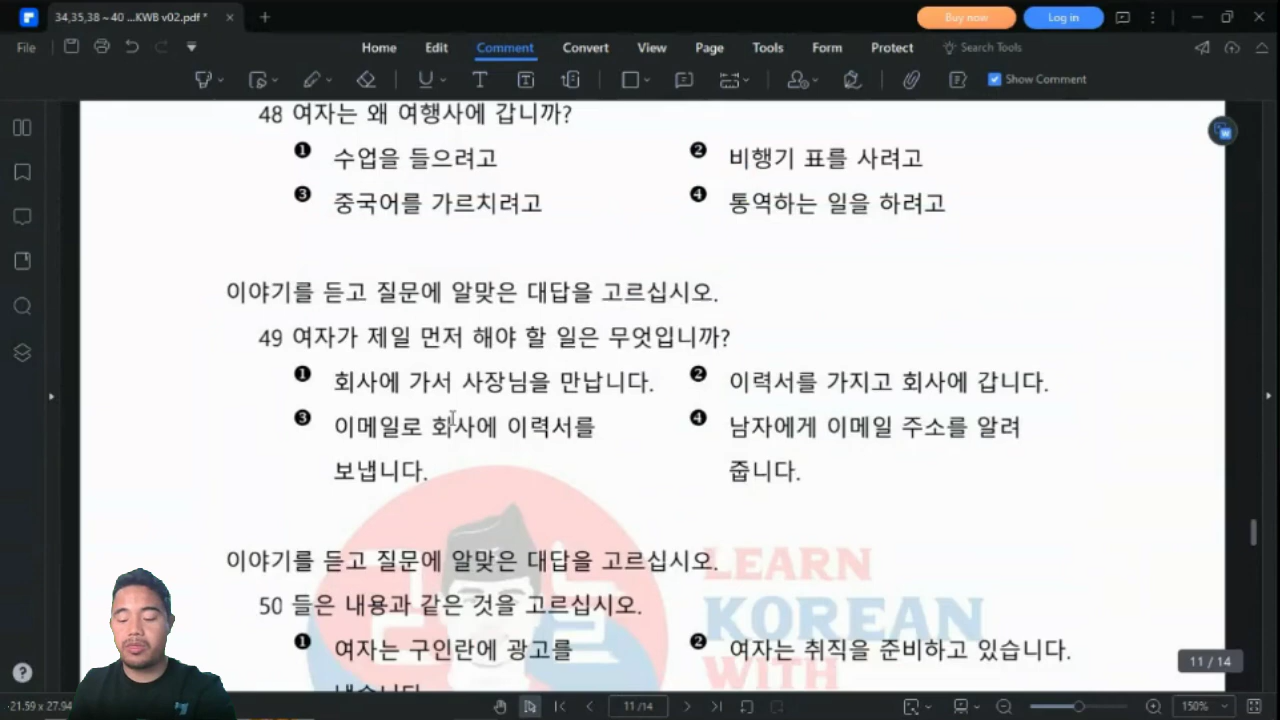 34,35,38 ~ 40 ...KWB v02.pdf *
Buy now
Log in
File
Home
Edit
Comment
Convert
View
Page
Tools
Form
Protect
Search Tools
Show Comment
48 여자는 왜 여행사에 갑니까?
❶ 수업을 들으려고
❷ 비행기 표를 사려고
❸ 중국어를 가르치려고
❹ 통역하는 일을 하려고
이야기를 듣고 질문에 알맞은 대답을 고르십시오.
49 여자가 제일 먼저 해야 할 일은 무엇입니까?
❶ 회사에 가서 사장님을 만납니다.
❷ 이력서를 가지고 회사에 갑니다.
❸ 이메일로 회사에 이력서를
보냅니다.
❹ 남자에게 이메일 주소를 알려
줍니다.
이야기를 듣고 질문에 알맞은 대답을 고르십시오.
50 들은 내용과 같은 것을 고르십시오.
❶ 여자는 구인란에 광고를
냈습니다
❷ 여자는 취직을 준비하고 있습니다.
LEARN
KOREAN
WITH
11 / 14
21.59 x 27.94
11 /14
150%